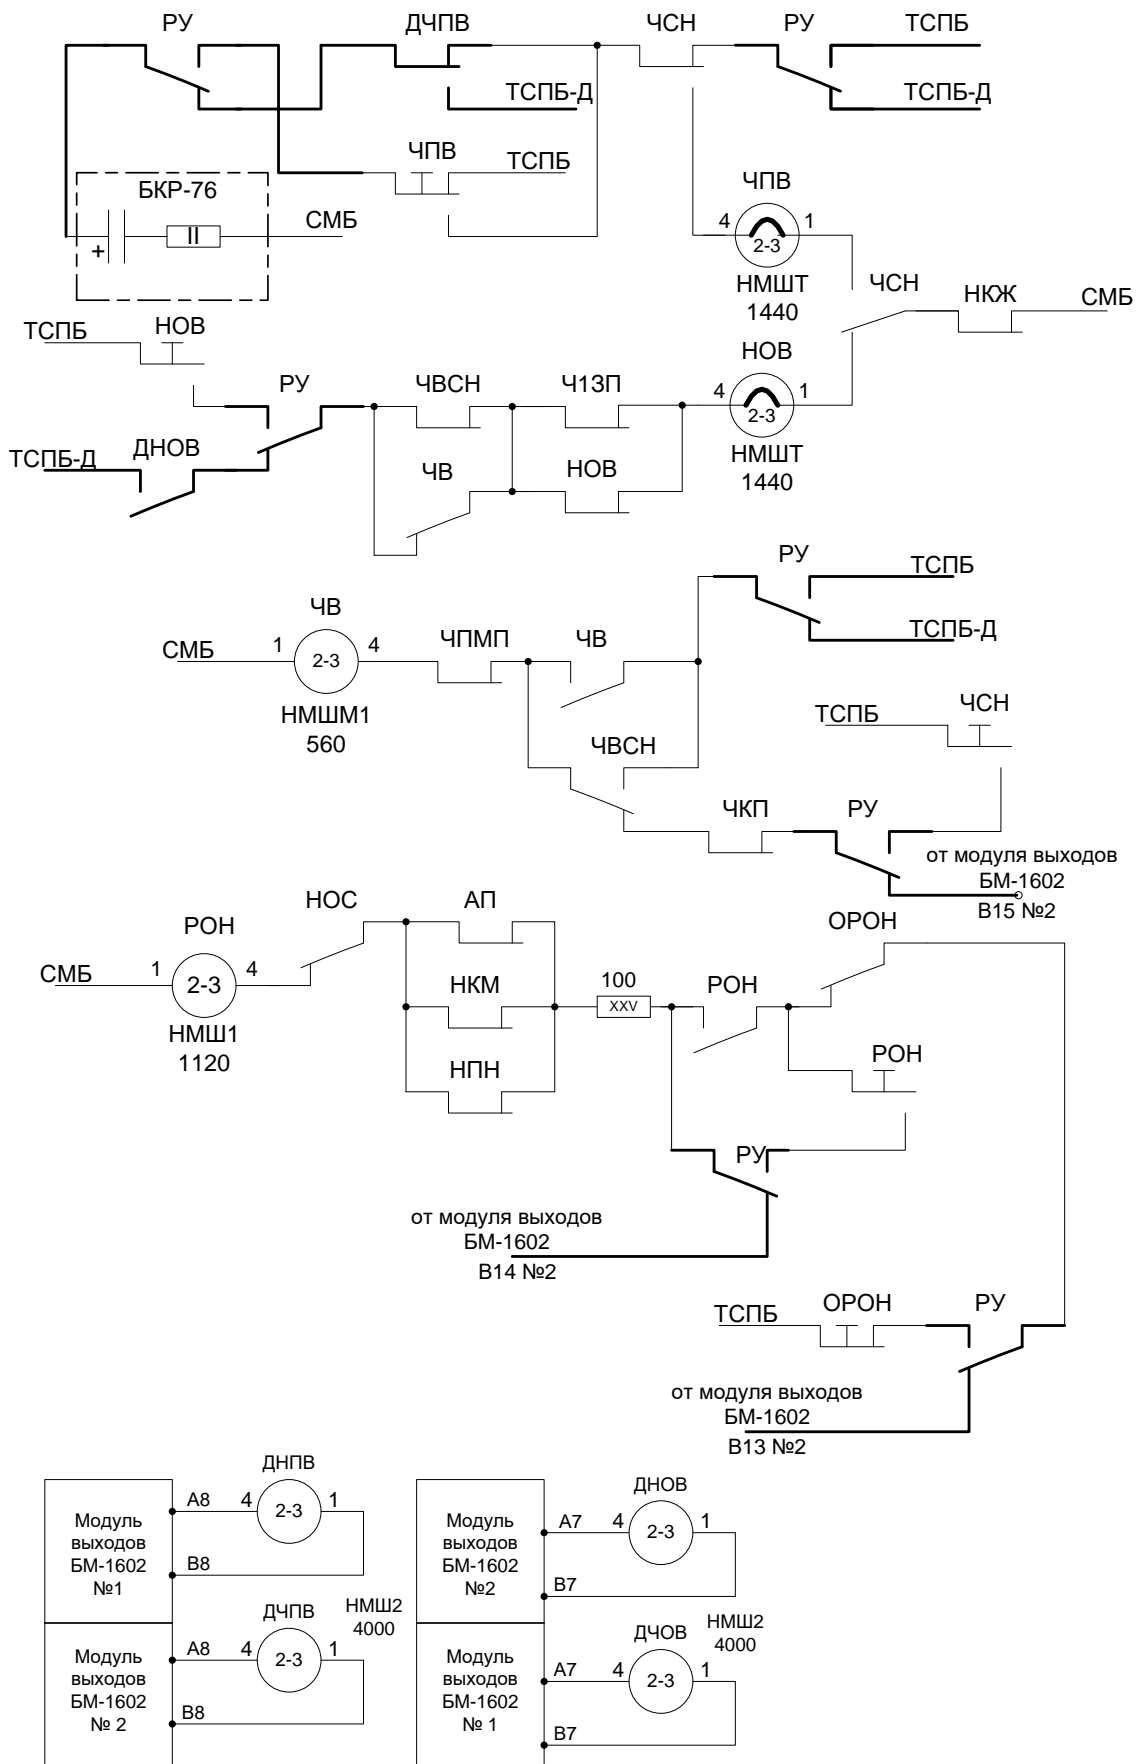 РУ ДЧПВ ЧСН РУ ТСПБ
ТСПБ-Д ТСПБ-Д
ЧПВ ТСПБ
БКР-76 ЧПВ
II СМБ 4 2-3 1
+
НМШТ ЧСН НКЖ СМБ
1440
ТСПБ НОВ НОВ
РУ ЧВСН Ч1ЗП 4 2-3 1
ТСПБ-Д ДНОВ ЧВ НОВ НМШТ
1440
РУ ТСПБ
ЧВ
СМБ 1 2-3 4 ЧПМП ЧВ ТСПБ-Д
НМШМ1 ТСПБ ЧСН
560 ЧВСН
ЧКП РУ
от модуля выходов
БМ-1602
В15 №2
РОН НОС АП ОРОН
СМБ 1 2-3 4 НКМ 100 РОН
XXV
НМШ1
1120 НПН РОН
РУ
от модуля выходов
БМ-1602
В14 №2
ТСПБ ОРОН РУ
от модуля выходов
БМ-1602
В13 №2
ДНПВ
А8 4 2-3 1
Модуль
выходов
БМ-1602
№1
В8
ДЧПВ НМШ2
4000
А8 4 2-3 1
Модуль
выходов
БМ-1602
№ 2
В8
ДНОВ
А7 4 2-3 1
Модуль
выходов
БМ-1602
№2
В7
ДЧОВ НМШ2
4000
А7 4 2-3 1
Модуль
выходов
БМ-1602
№ 1
В7